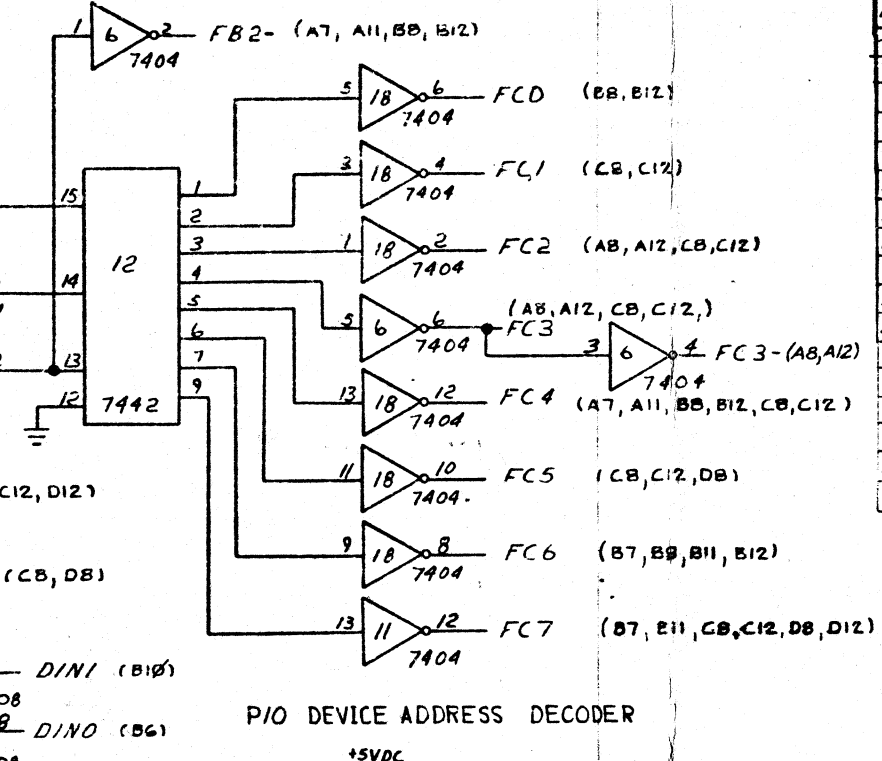 1 6 2 FB2- (A7, A11, B8, B12)
7404
5 18 6 FC0 (B8, B12)
7404
3 18 4 FC1 (C8, C12)
7404
1 18 2 FC2 (A8, A12, C8, C12)
7404
(A8, A12, C8, C12,)
5 6 6 FC3
7404
3 6 4 FC3-(A8,A12)
7404
13 18 12 FC4
7404
(A7, A11, B8, B12, C8, C12)
11 18 10 FC5 (C8, C12, D8)
7404.
9 18 8 FC6 (B7, B8, B11, B12)
7404
13 11 12 FC7 (B7, B11, C8, C12, D8, D12)
7404
15
14
13
12
12
7442
1
2
3
4
5
6
7
9
C12, D12)
(C8, D8)
DIN1 (B10)
08
8
DINO (B6)
P/O DEVICE ADDRESS DECODER
+5VDC